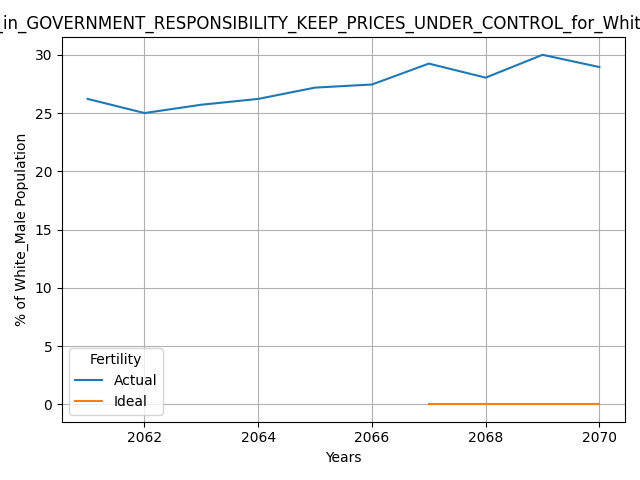 _in_GOVERNMENT_RESPONSIBILITY_KEEP_PRICES_UNDER_CONTROL_for_Whit
30
25
20
15
10
5
0
% of White_Male Population
Fertility
Actual
Ideal
2062 2064 2066 2068 2070
Years